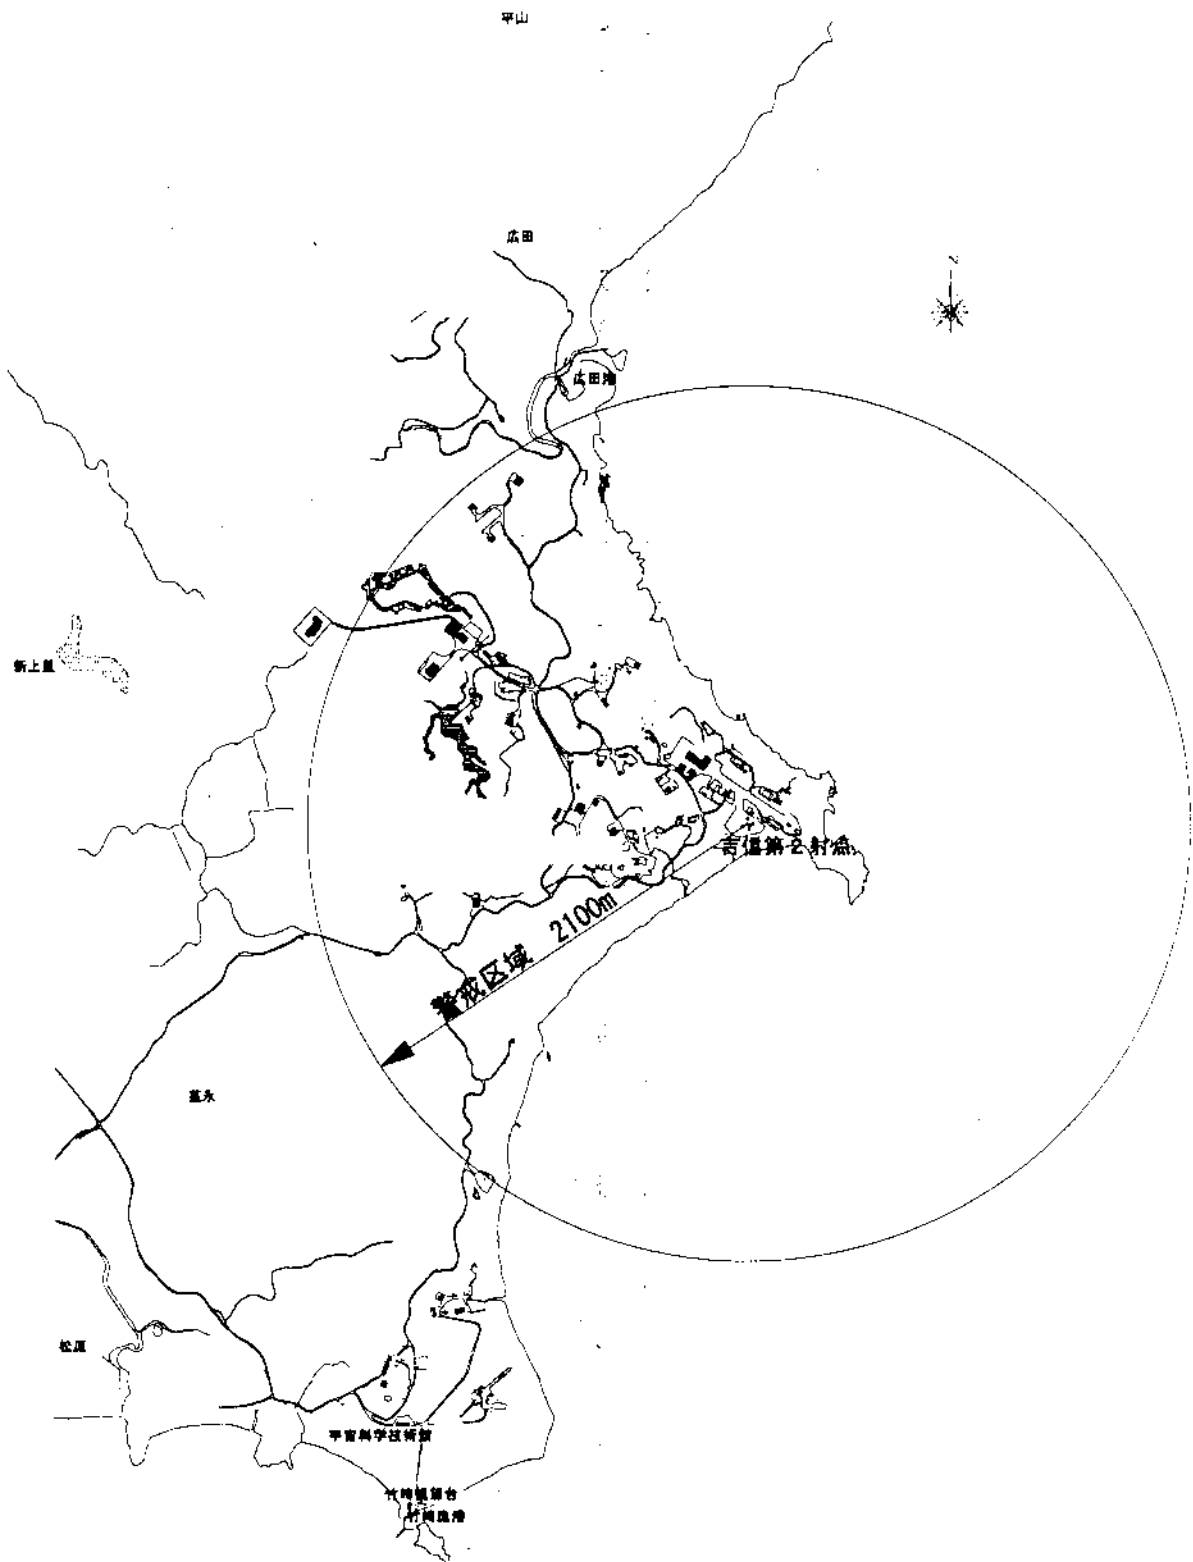 平山
広田
N
広田港
新上里
吉信第2射点
2100m
警戒区域
茎永
松原
宇宙科学技術館
竹崎観望台
竹崎漁港